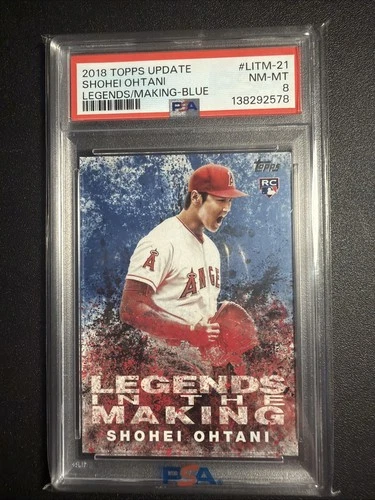 2018 TOPPS UPDATE #LITM-21
SHOHEI OHTANI NM-MT
LEGENDS/MAKING-BLUE 8
PSA 138292578
Topps
RC
A
ANGE
LEGENDS
IN THE
MAKING
SHOHEI OHTANI
PSA